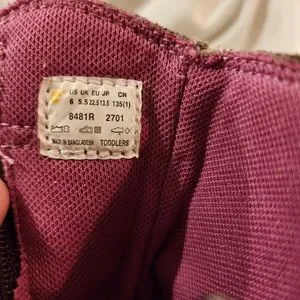 US UK EU JP CN
6 5.5 22.5 13.5 135(1)
8481R 2701
MADE IN BANGLADESH TODDLERS